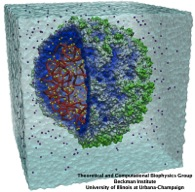 Theoretical and Computational Biophysics Group
Beckman Institute
University of Illinois at Urbana-Champaign